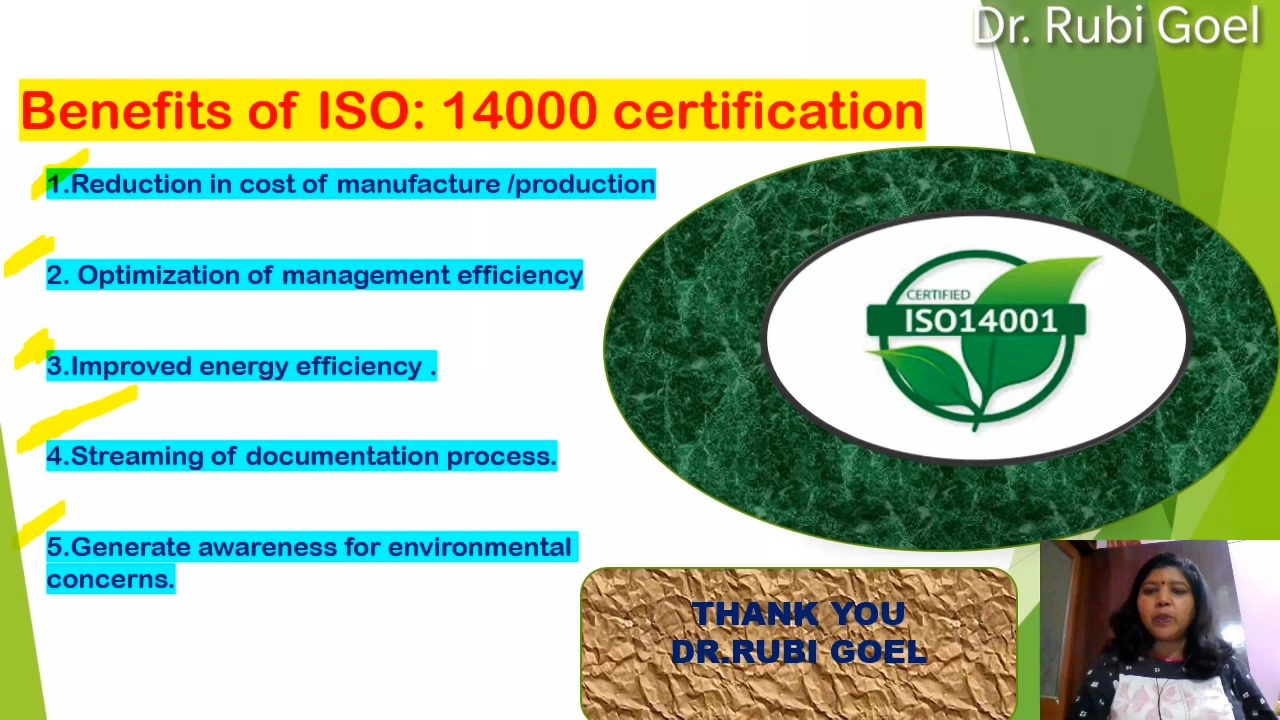 Dr. Rubi Goel
Benefits of ISO: 14000 certification
1.Reduction in cost of manufacture /production
2. Optimization of management efficiency
3.Improved energy efficiency .
4.Streaming of documentation process.
5.Generate awareness for environmental
concerns.
CERTIFIED
ISO14001
THANK YOU
DR.RUBI GOEL